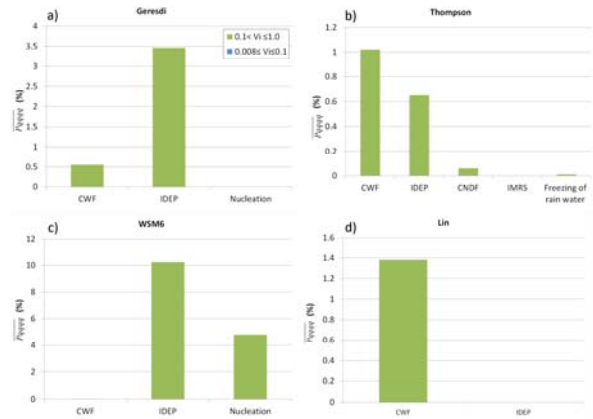 a)
Geresdi
0.1< Vi ≤1.0
0.008≤ Vi≤0.1
4
3.5
3
2.5
2
1.5
1
0.5
0
(%)
CWF
IDEP
Nucleation
b)
Thompson
1.2
1
0.8
0.6
0.4
0.2
0
(%)
CWF
IDEP
CNDF
IMRS
Freezing of
rain water
c)
WSM6
12
10
8
6
4
2
0
(%)
CWF
IDEP
Nucleation
d)
Lin
1.6
1.4
1.2
1
0.8
0.6
0.4
0.2
0
(%)
CWF
IDEP